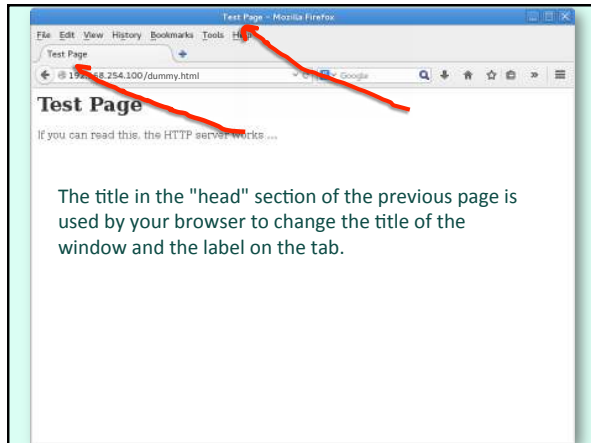 Test Page - Mozilla Firefox
File Edit View History Bookmarks Tools
Test Page
254.100/dummy.html Google
Test Page
If you can read this, the HTTP server works ...
The title in the "head" section of the previous page is
used by your browser to change the title of the
window and the label on the tab.